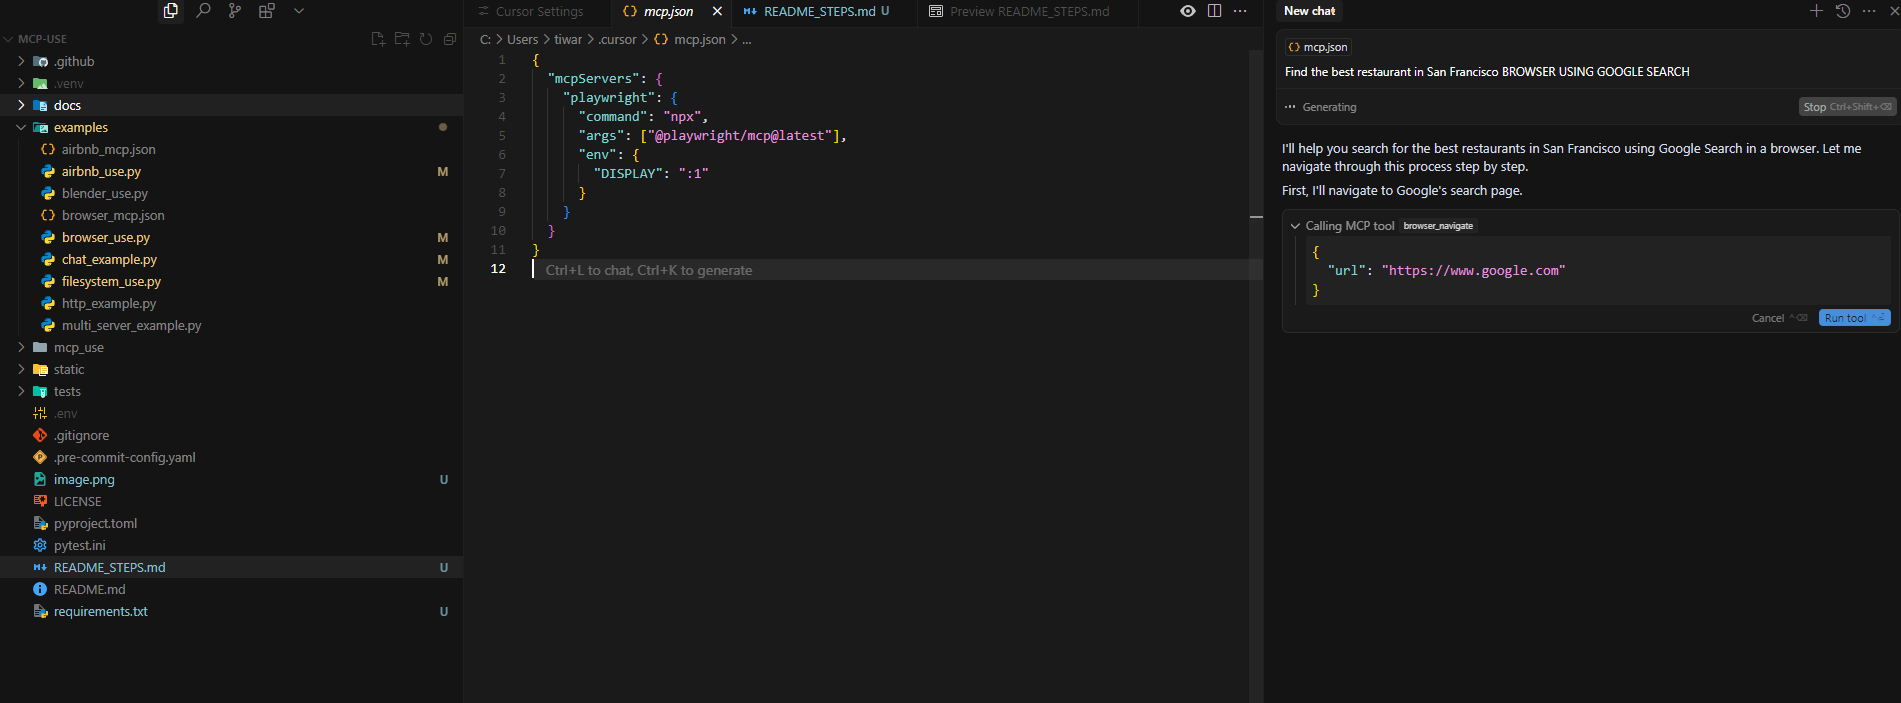 MCP-USE
.github
.venv
docs
examples
airbnb_mcp.json
airbnb_use.py M
blender_use.py
browser_mcp.json
browser_use.py M
chat_example.py M
filesystem_use.py M
http_example.py
multi_server_example.py
mcp_use
static
tests
.env
.gitignore
.pre-commit-config.yaml
image.png U
LICENSE
pyproject.toml
pytest.ini
README_STEPS.md U
README.md
requirements.txt U
Cursor Settings
mcp.json
README_STEPS.md U
Preview README_STEPS.md
C: > Users > tiwar > .cursor > mcp.json > ...
1 {
2 "mcpServers": {
3 "playwright": {
4 "command": "npx",
5 "args": ["@playwright/mcp@latest"],
6 "env": {
7 "DISPLAY": ":1"
8 }
9 }
10 }
11 }
12 Ctrl+L to chat, Ctrl+K to generate
New chat
mcp.json
Find the best restaurant in San Francisco BROWSER USING GOOGLE SEARCH
Generating
Stop Ctrl+Shift+⌫
I'll help you search for the best restaurants in San Francisco using Google Search in a browser. Let me
navigate through this process step by step.
First, I'll navigate to Google's search page.
Calling MCP tool browser_navigate
{
"url": "https://www.google.com"
}
Cancel ^⌫
Run tool